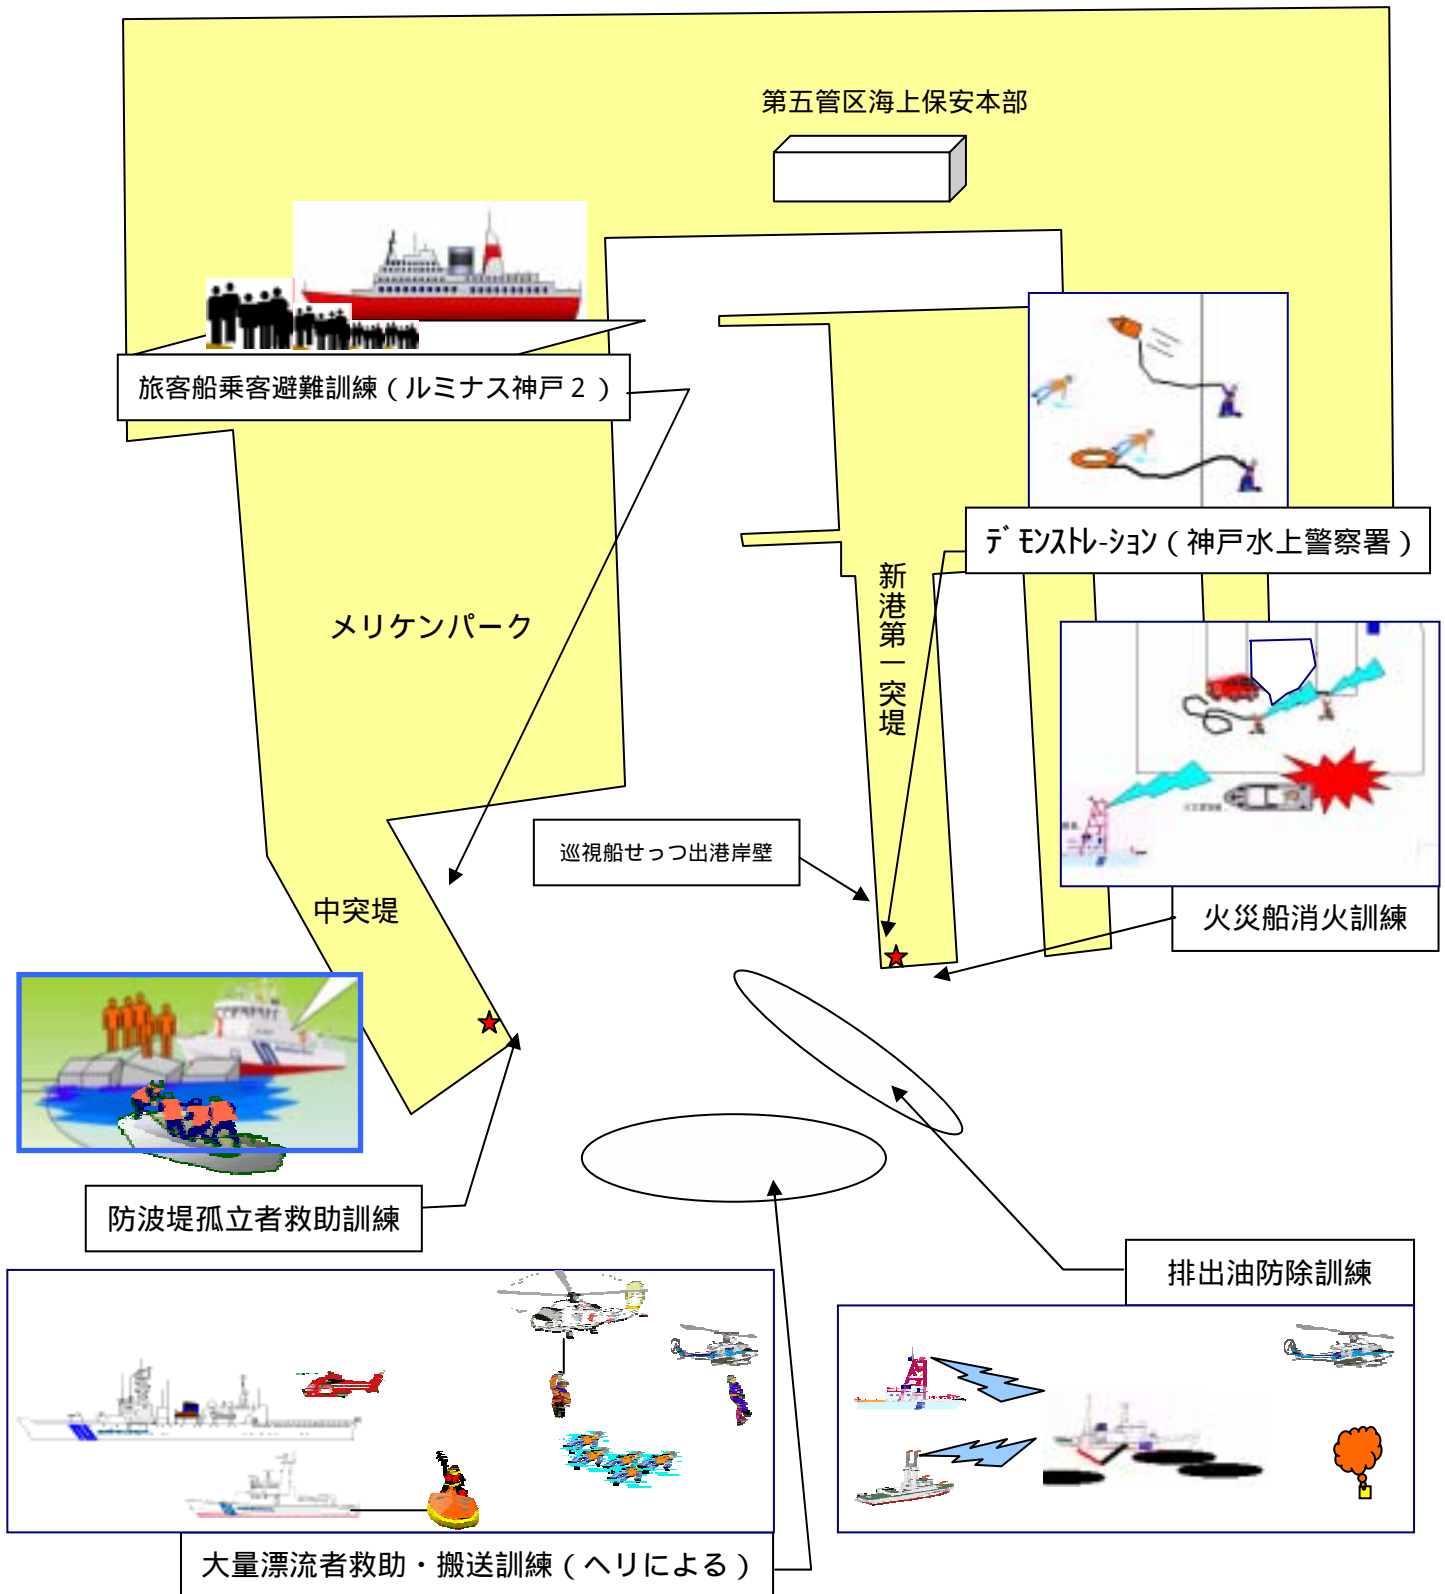 第五管区海上保安本部
旅客船乗客避難訓練（ルミナス神戸２）
ﾃﾞﾓﾝｽﾄﾚｰｼｮﾝ（神戸水上警察署）
メリケンパーク
新港第一突堤
巡視船せっつ出港岸壁
中突堤
火災船消火訓練
防波堤孤立者救助訓練
排出油防除訓練
大量漂流者救助・搬送訓練（ヘリによる）